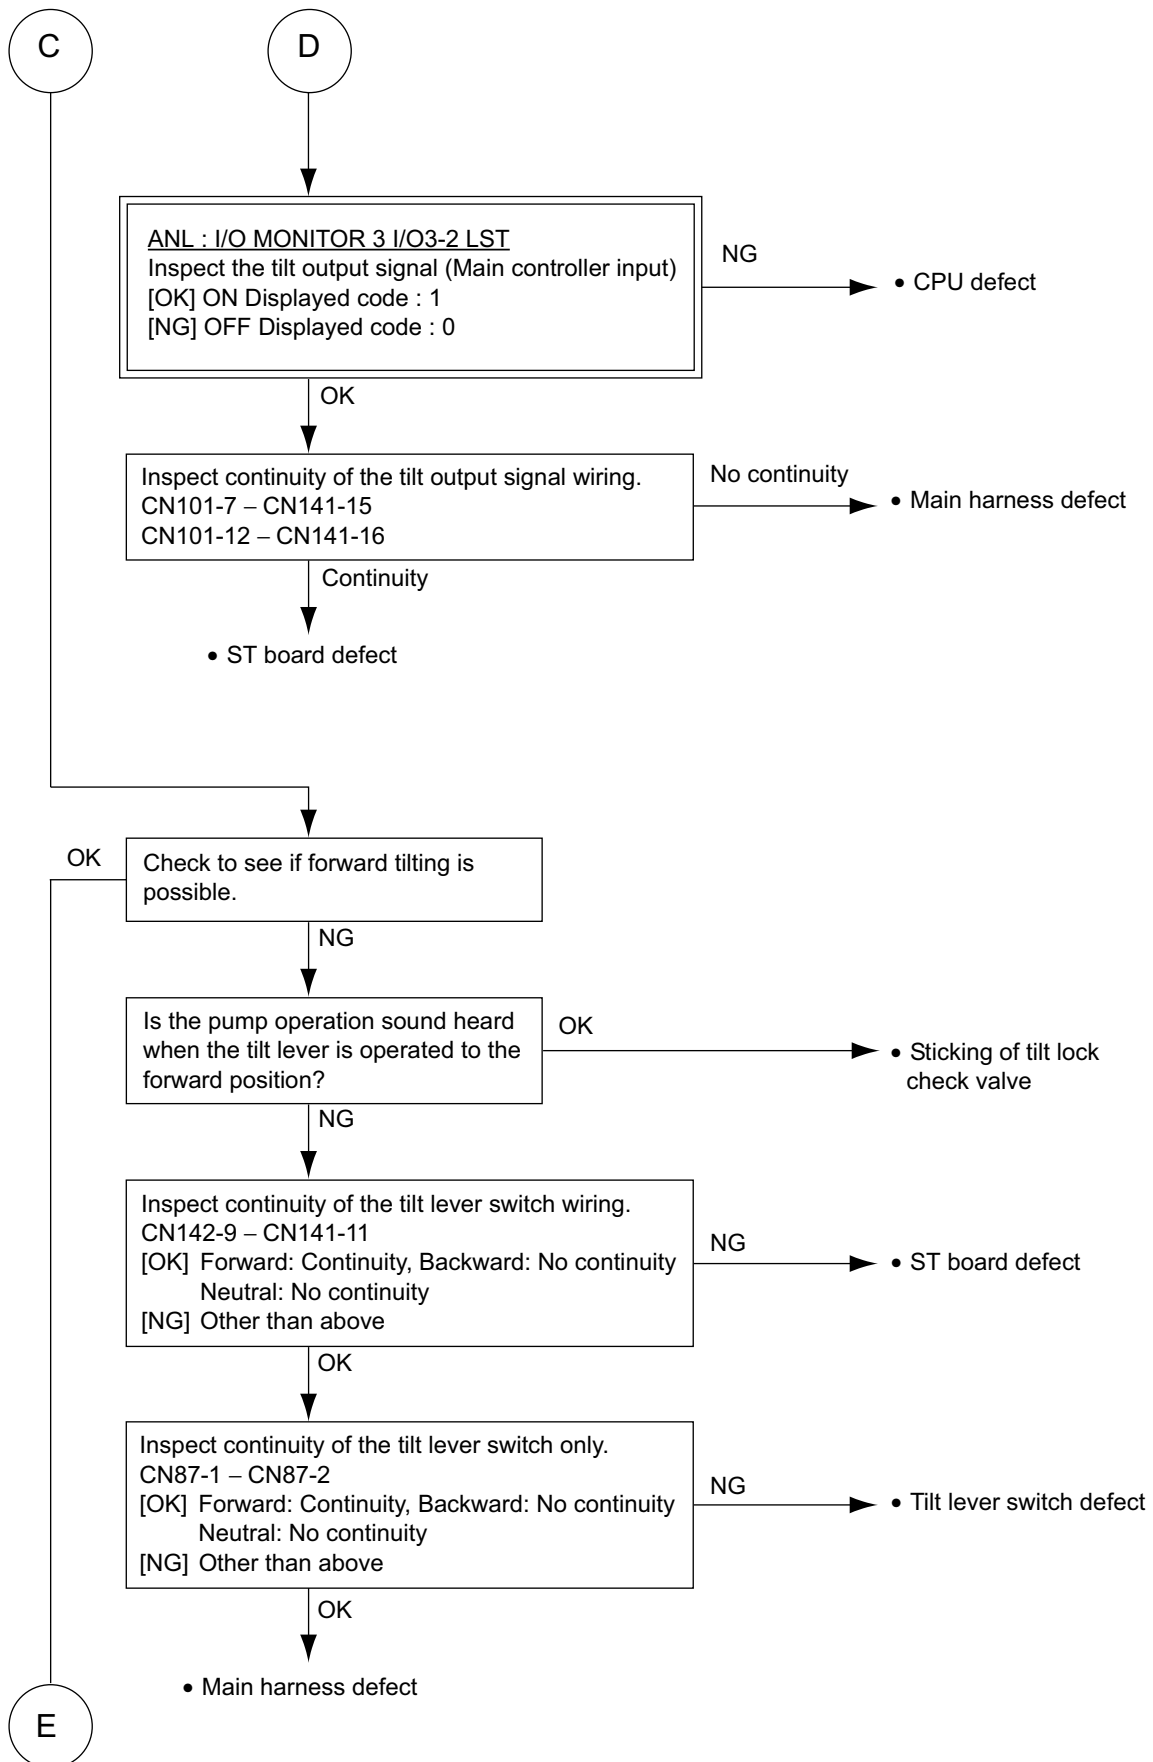 C
D
ANL : I/O MONITOR 3 I/O3-2 LST
Inspect the tilt output signal (Main controller input)
[OK] ON Displayed code : 1
[NG] OFF Displayed code : 0
NG
• CPU defect
OK
Inspect continuity of the tilt output signal wiring.
CN101-7 – CN141-15
CN101-12 – CN141-16
No continuity
• Main harness defect
Continuity
• ST board defect
OK
Check to see if forward tilting is
possible.
NG
Is the pump operation sound heard
when the tilt lever is operated to the
forward position?
OK
• Sticking of tilt lock
check valve
NG
Inspect continuity of the tilt lever switch wiring.
CN142-9 – CN141-11
[OK] Forward: Continuity, Backward: No continuity
Neutral: No continuity
[NG] Other than above
NG
• ST board defect
OK
Inspect continuity of the tilt lever switch only.
CN87-1 – CN87-2
[OK] Forward: Continuity, Backward: No continuity
Neutral: No continuity
[NG] Other than above
NG
• Tilt lever switch defect
OK
• Main harness defect
E